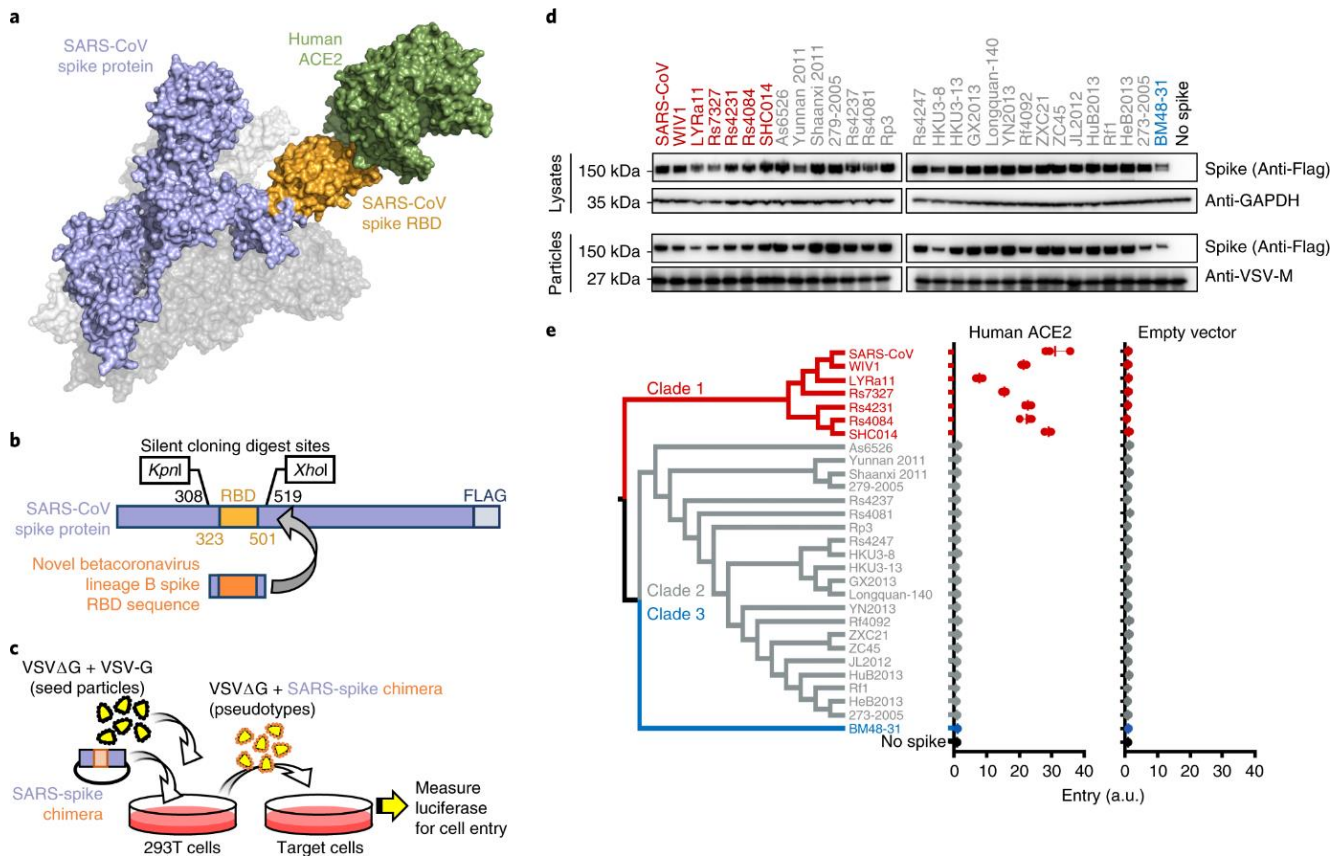 a
SARS-CoV
spike protein
Human
ACE2
SARS-CoV
spike RBD
b
Silent cloning digest sites
KpnI
XhoI
308
RBD
519
FLAG
SARS-CoV
spike protein
323
501
Novel betacoronavirus
lineage B spike
RBD sequence
c
VSVΔG + VSV-G
(seed particles)
VSVΔG + SARS-spike chimera
(pseudotypes)
SARS-spike
chimera
293T cells
Target cells
Measure
luciferase
for cell entry
d
SARS-CoV
WIV1
LYRa11
Rs7327
Rs4231
Rs4084
SHC014
As6526
Yunnan 2011
Shaanxi 2011
279-2005
Rs4237
Rs4081
Rp3
Rs4247
HKU3-8
HKU3-13
GX2013
Longquan-140
YN2013
Rf4092
ZXC21
ZC45
JL2012
HuB2013
Rf1
HeB2013
273-2005
BM48-31
No spike
Lysates
150 kDa
Spike (Anti-Flag)
35 kDa
Anti-GAPDH
Particles
150 kDa
Spike (Anti-Flag)
27 kDa
Anti-VSV-M
e
Human ACE2
Empty vector
Clade 1
Clade 2
Clade 3
SARS-CoV
WIV1
LYRa11
Rs7327
Rs4231
Rs4084
SHC014
As6526
Yunnan 2011
Shaanxi 2011
279-2005
Rs4237
Rs4081
Rp3
Rs4247
HKU3-8
HKU3-13
GX2013
Longquan-140
YN2013
Rf4092
ZXC21
ZC45
JL2012
HuB2013
Rf1
HeB2013
273-2005
BM48-31
No spike
0 10 20 30 40
0 10 20 30 40
Entry (a.u.)